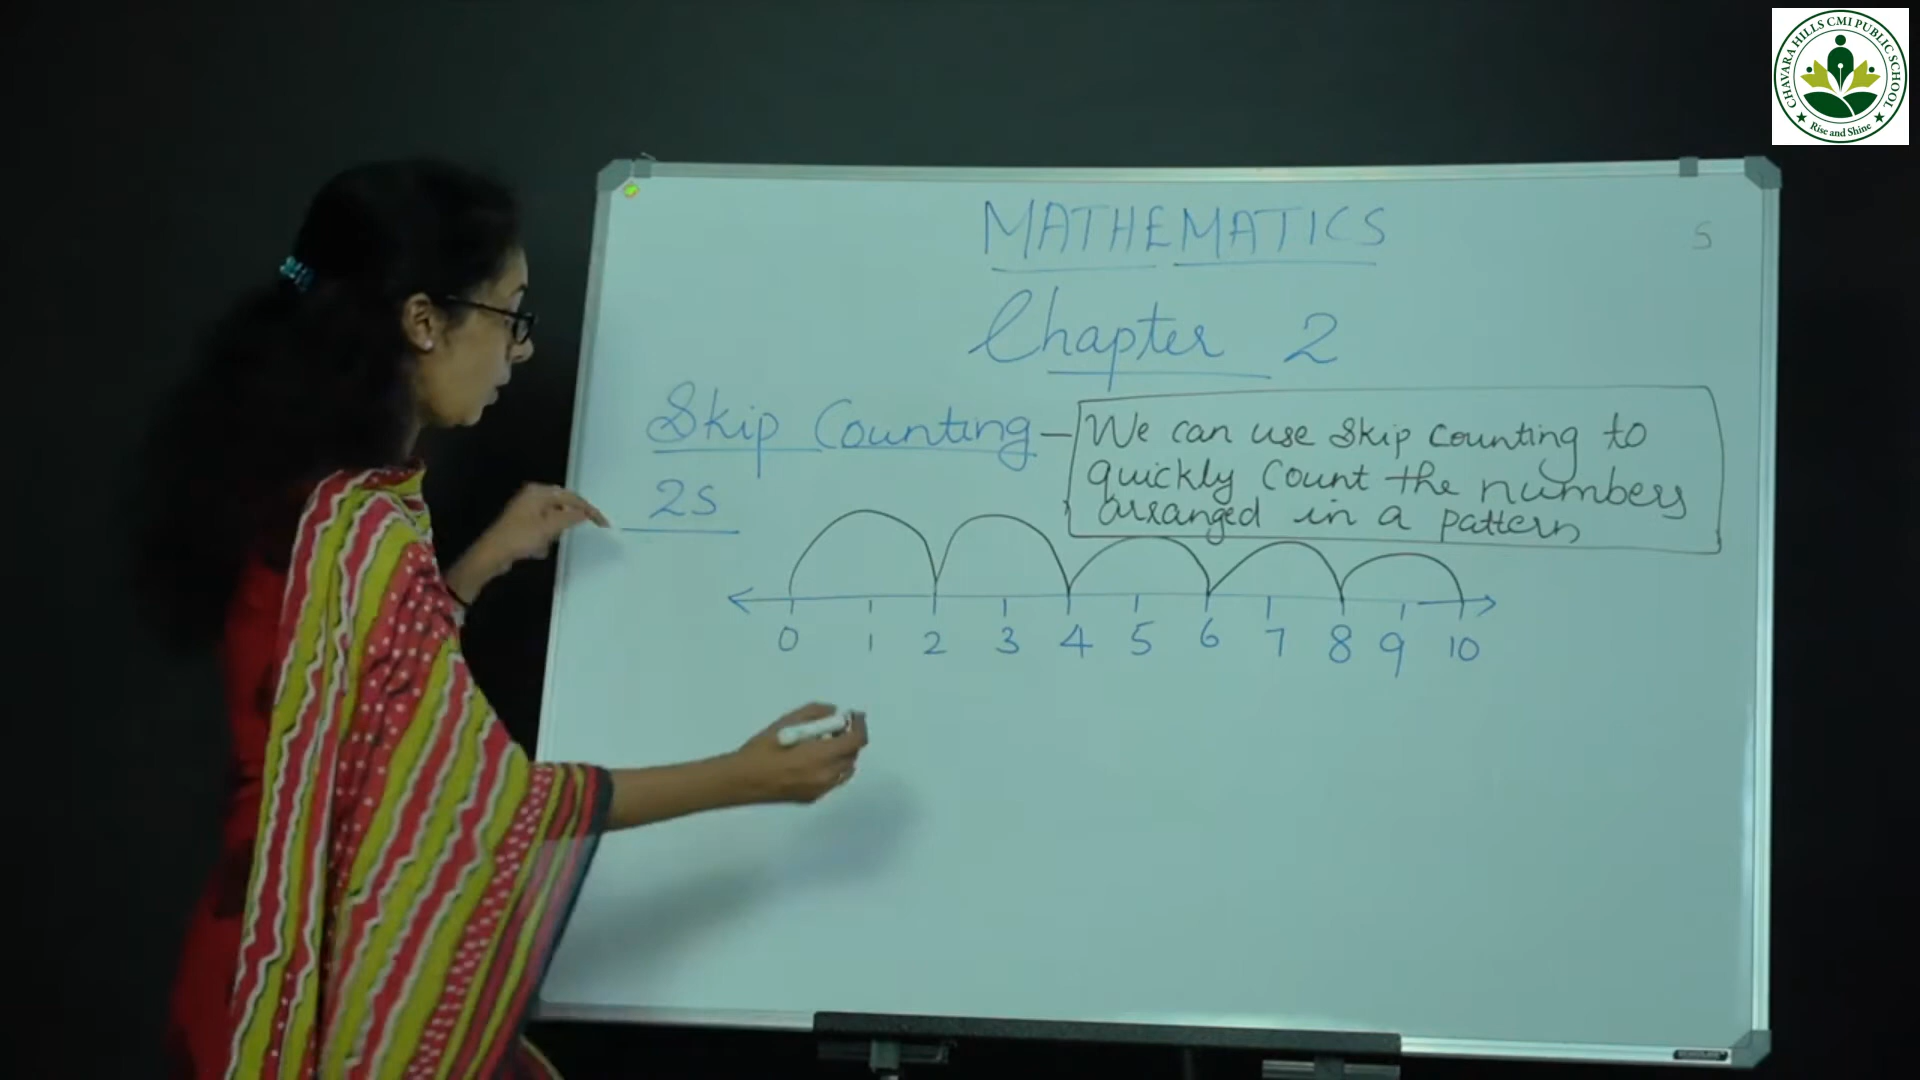 CHAVARA HILLS CMI PUBLIC SCHOOL
Rise and Shine
MATHEMATICS
S
Chapter 2
Skip Counting – We can use skip counting to
quickly count the numbers
arranged in a pattern
2s
0 1 2 3 4 5 6 7 8 9 10